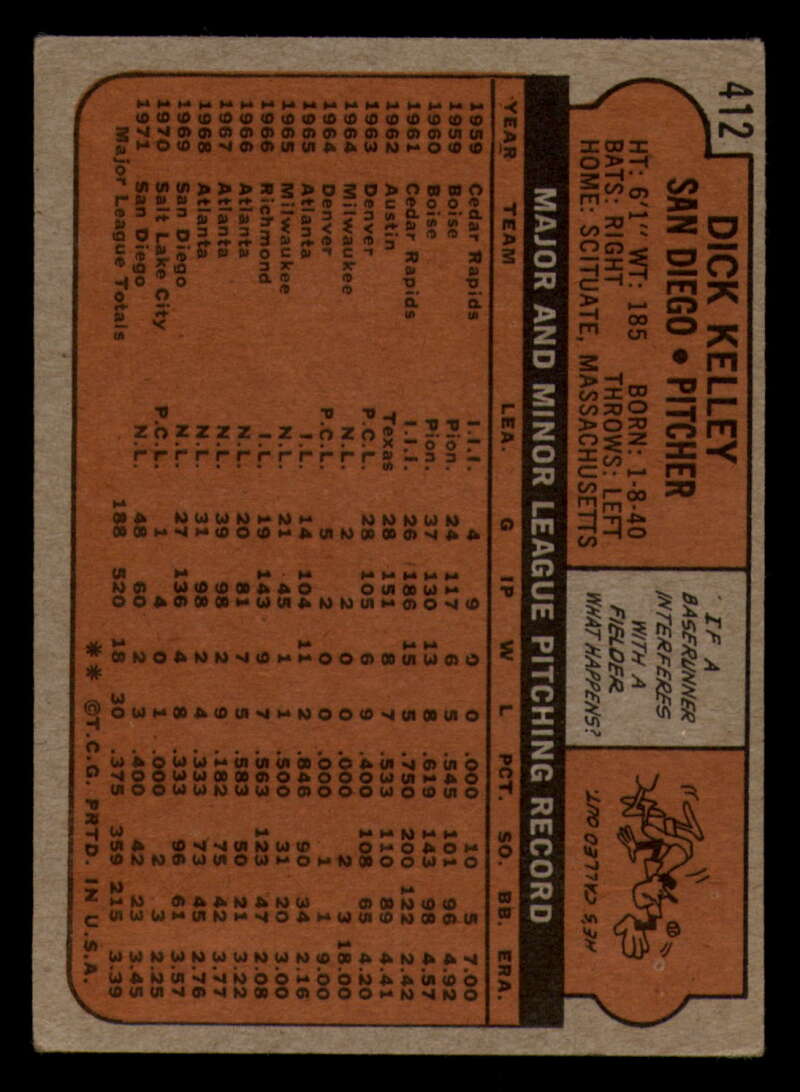 412
DICK KELLEY
SAN DIEGO • PITCHER
HT: 6'1" WT: 185 BORN: 1-8-40
BATS: RIGHT THROWS: LEFT
HOME: SCITUATE, MASSACHUSETTS
IF A
BASERUNNER
INTERFERES
WITH A
FIELDER
WHAT HAPPENS?
HE'S CALLED OUT.
MAJOR AND MINOR LEAGUE PITCHING RECORD
YEAR TEAM LEA. G IP W L PCT. SO. BB. ERA.
1959 Cedar Rapids I.I.I. 4 9 0 0 .000 10 5 7.00
1959 Boise Pion. 24 117 6 5 .545 101 96 4.92
1960 Boise Pion. 37 130 13 8 .619 143 98 4.57
1961 Cedar Rapids I.I.I. 26 186 15 5 .750 200 122 2.42
1962 Austin Texas 28 151 8 7 .533 110 89 4.41
1963 Denver P.C.L. 28 105 6 9 .400 108 65 4.20
1964 Milwaukee N.L. 2 2 0 0 .000 2 3 18.00
1964 Denver P.C.L. 5 2 0 0 .000 1 1 9.00
1965 Atlanta I.L. 14 104 11 2 .846 90 34 2.16
1965 Milwaukee N.L. 21 45 1 1 .500 31 20 3.00
1966 Richmond I.L. 19 143 9 7 .563 123 47 2.08
1966 Atlanta N.L. 20 81 7 5 .583 50 21 3.22
1967 Atlanta N.L. 39 98 2 9 .182 75 42 3.77
1968 Atlanta N.L. 31 98 2 4 .333 73 45 2.76
1969 San Diego N.L. 27 136 4 8 .333 96 61 3.57
1970 Salt Lake City P.C.L. 1 4 0 1 .000 2 3 2.25
1971 San Diego N.L. 48 60 2 3 .400 42 23 3.45
Major League Totals 188 520 18 30 .375 359 215 3.39
** ©T.C.G. PRTD. IN U.S.A.